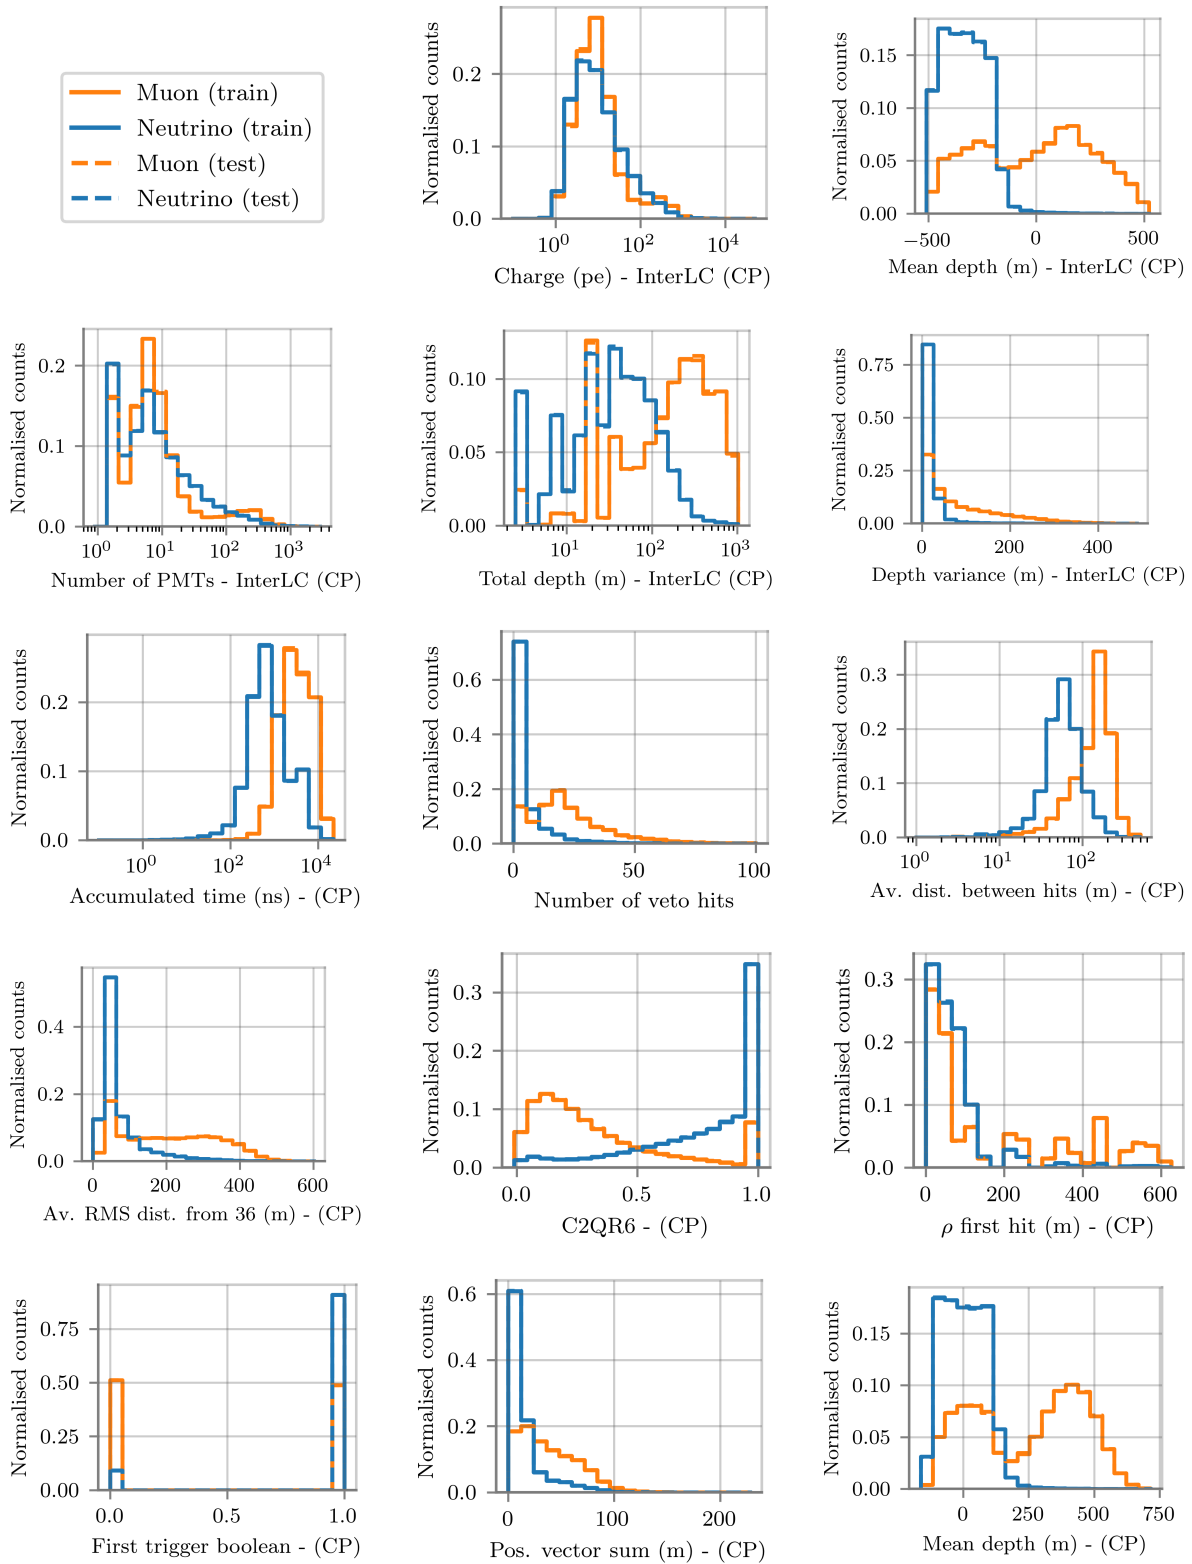 Muon (train)
Neutrino (train)
Muon (test)
Neutrino (test)
Normalised counts
0.2
0.1
0.0
10^0 10^2 10^4
Charge (pe) - InterLC (CP)
Normalised counts
0.15
0.10
0.05
0.00
−500 0 500
Mean depth (m) - InterLC (CP)
Normalised counts
0.2
0.1
0.0
10^0 10^1 10^2 10^3
Number of PMTs - InterLC (CP)
Normalised counts
0.10
0.05
0.00
10^1 10^2 10^3
Total depth (m) - InterLC (CP)
Normalised counts
0.75
0.50
0.25
0.00
0 200 400
Depth variance (m) - InterLC (CP)
Normalised counts
0.2
0.1
0.0
10^0 10^2 10^4
Accumulated time (ns) - (CP)
Normalised counts
0.6
0.4
0.2
0.0
0 50 100
Number of veto hits
Normalised counts
0.3
0.2
0.1
0.0
10^0 10^1 10^2
Av. dist. between hits (m) - (CP)
Normalised counts
0.4
0.2
0.0
0 200 400 600
Av. RMS dist. from 36 (m) - (CP)
Normalised counts
0.3
0.2
0.1
0.0
0.0 0.5 1.0
C2QR6 - (CP)
Normalised counts
0.3
0.2
0.1
0.0
0 200 400 600
ρ first hit (m) - (CP)
Normalised counts
0.75
0.50
0.25
0.00
0.0 0.5 1.0
First trigger boolean - (CP)
Normalised counts
0.6
0.4
0.2
0.0
0 100 200
Pos. vector sum (m) - (CP)
Normalised counts
0.15
0.10
0.05
0.00
0 250 500 750
Mean depth (m) - (CP)